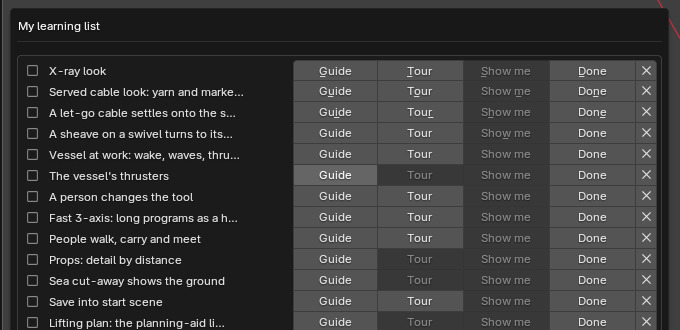 My learning list
X-ray look Guide Tour Show me Done
Served cable look: yarn and marke... Guide Tour Show me Done
A let-go cable settles onto the s... Guide Tour Show me Done
A sheave on a swivel turns to its... Guide Tour Show me Done
Vessel at work: wake, waves, thru... Guide Tour Show me Done
The vessel's thrusters Guide Tour Show me Done
A person changes the tool Guide Tour Show me Done
Fast 3-axis: long programs as a h... Guide Tour Show me Done
People walk, carry and meet Guide Tour Show me Done
Props: detail by distance Guide Tour Show me Done
Sea cut-away shows the ground Guide Tour Show me Done
Save into start scene Guide Tour Show me Done
Lifting plan: the planning-aid li... Guide Tour Show me Done